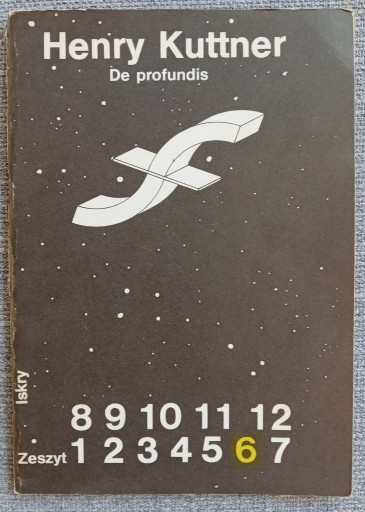 Henry Kuttner
De profundis
Iskry
8 9 10 11 12
Zeszyt 1 2 3 4 5 6 7